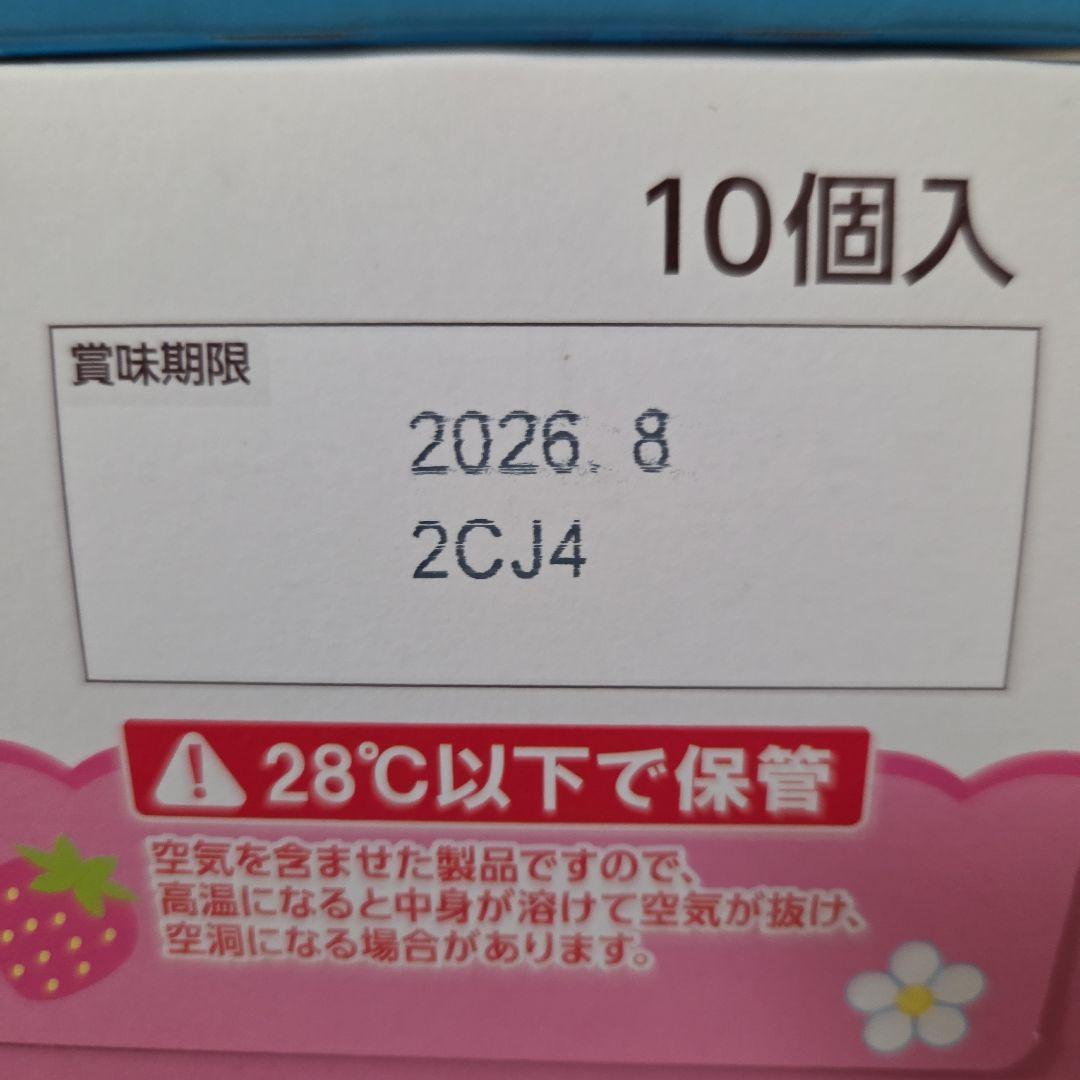 10個入
賞味期限
2026. 8
2CJ4
28℃以下で保管
空気を含ませた製品ですので、
高温になると中身が溶けて空気が抜け、
空洞になる場合があります。